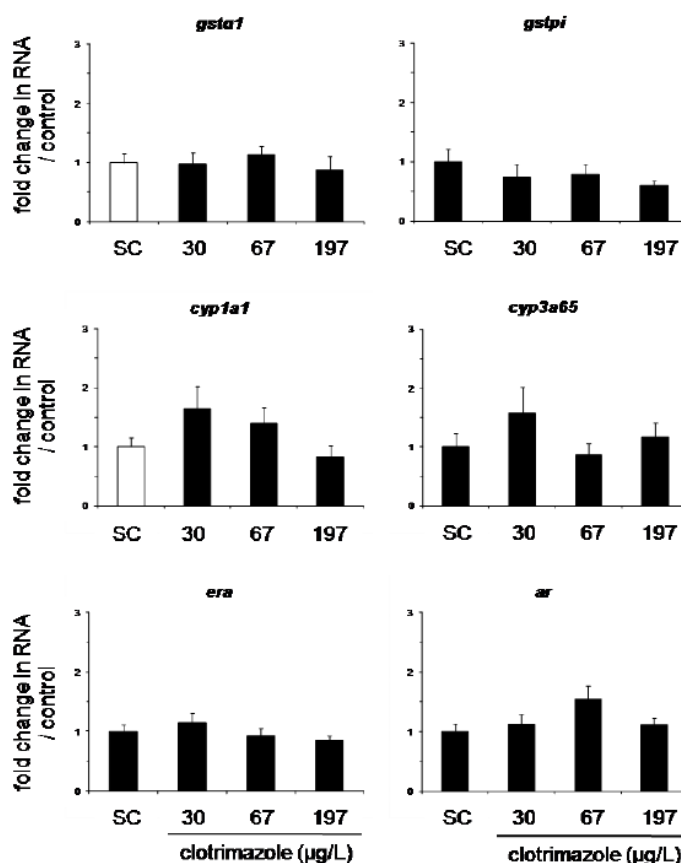 gstα1
gstpi
fold change in RNA
/ control
3
2
1
0
3
2
1
0
SC 30 67 197
SC 30 67 197
cyp1a1
cyp3a65
fold change in RNA
/ control
3
2
1
0
3
2
1
0
SC 30 67 197
SC 30 67 197
era
ar
fold change in RNA
/ control
3
2
1
0
3
2
1
0
SC 30 67 197
SC 30 67 197
clotrimazole (µg/L)
clotrimazole (µg/L)